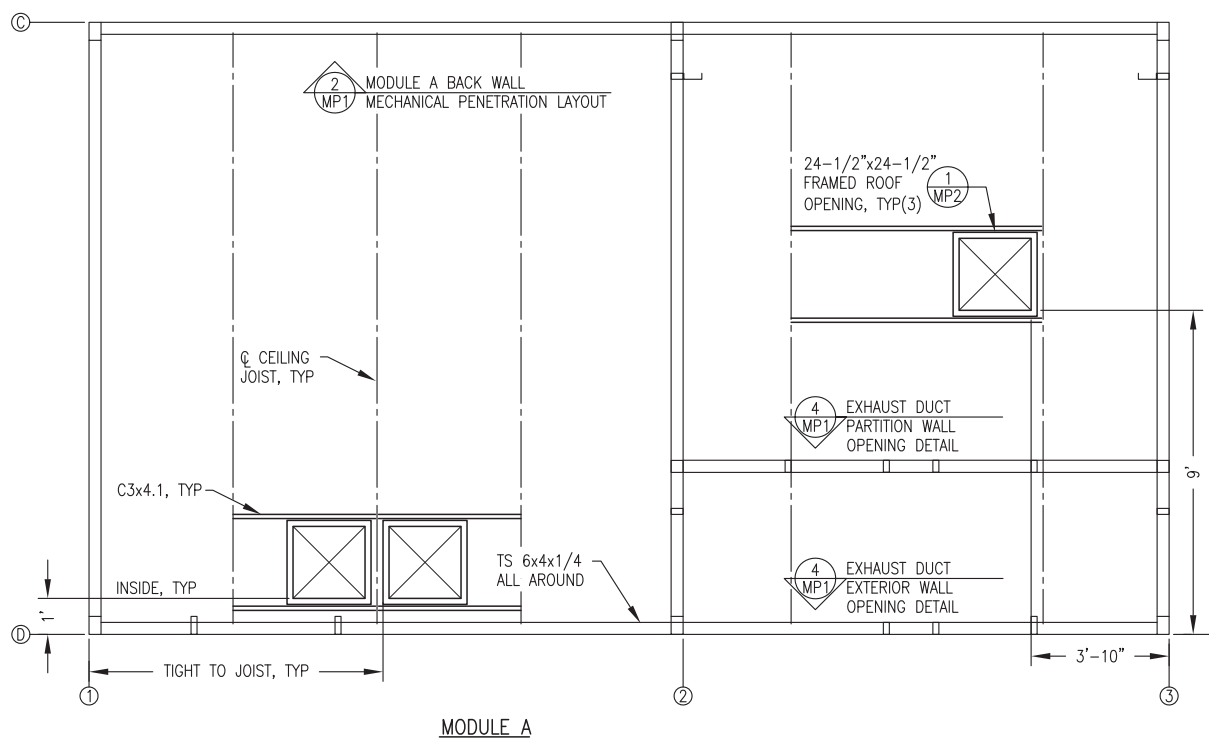 C
2
MP1
MODULE A BACK WALL
MECHANICAL PENETRATION LAYOUT
24-1/2"x24-1/2"
FRAMED ROOF
OPENING, TYP(3)
1
MP2
℄ CEILING
JOIST, TYP
4
MP1
EXHAUST DUCT
PARTITION WALL
OPENING DETAIL
9'
C3x4.1, TYP
TS 6x4x1/4
ALL AROUND
INSIDE, TYP
1'
4
MP1
EXHAUST DUCT
EXTERIOR WALL
OPENING DETAIL
D
TIGHT TO JOIST, TYP
3'-10"
1
2
3
MODULE A